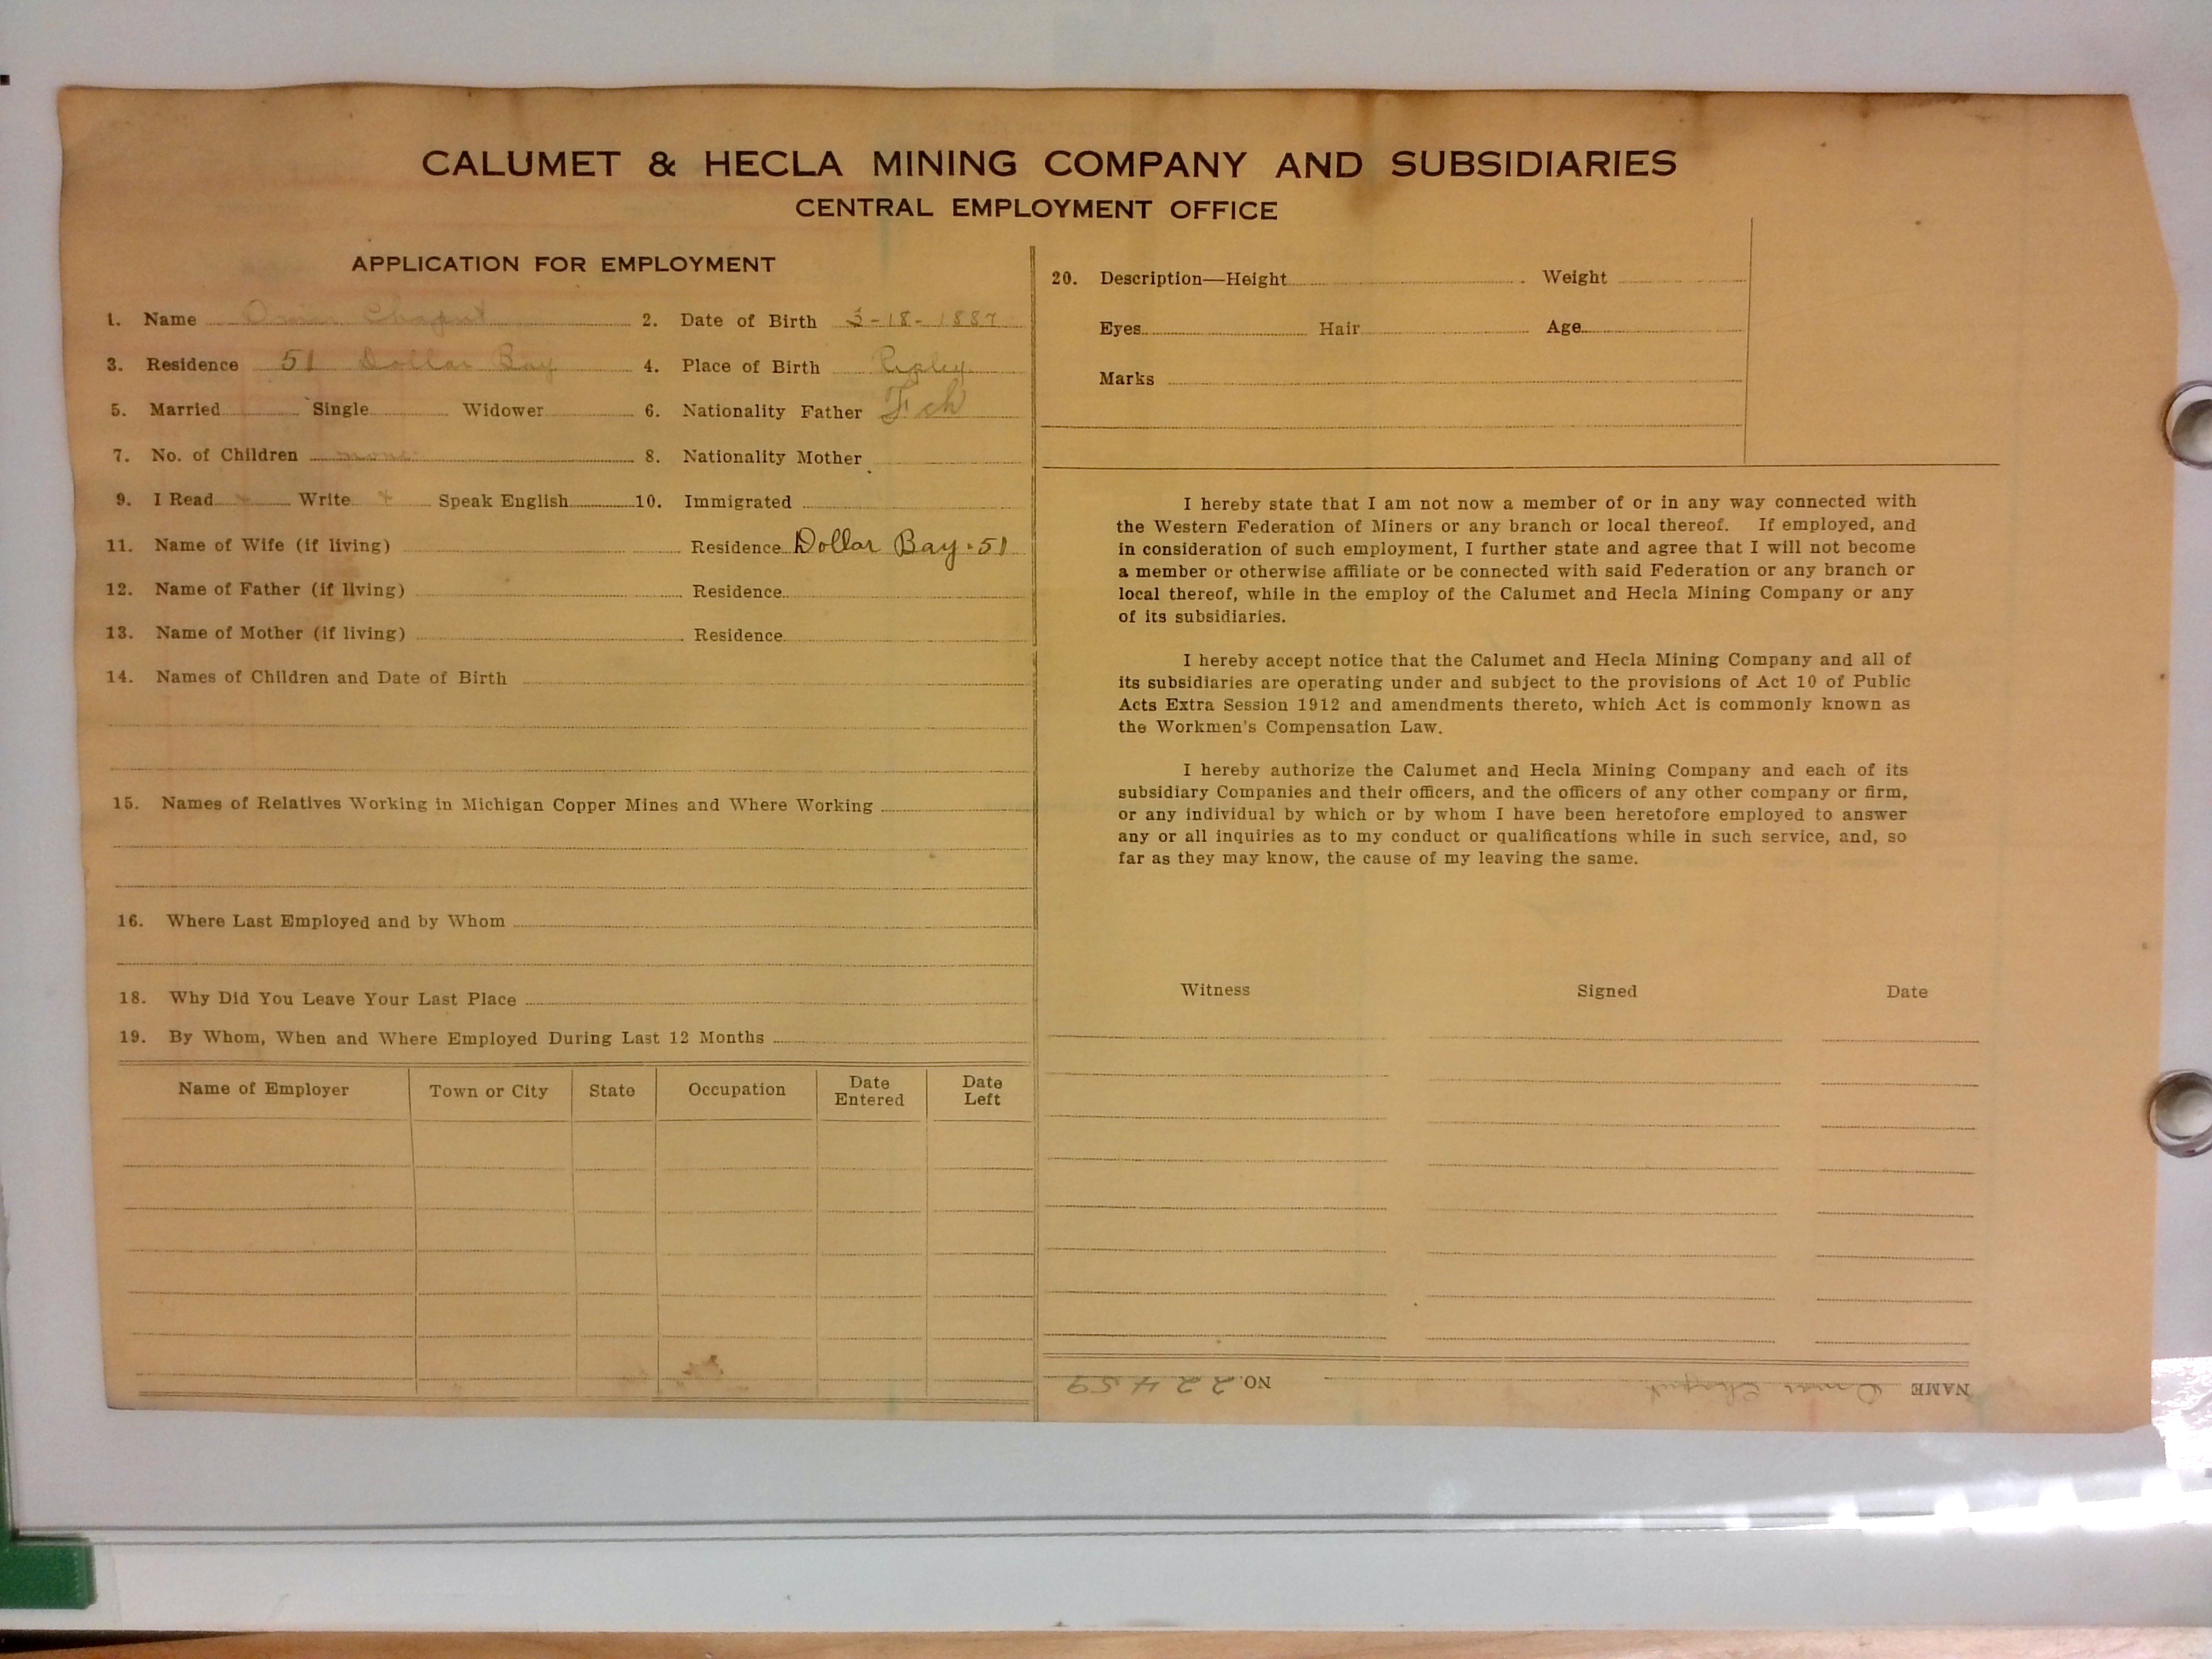 CALUMET & HECLA MINING COMPANY AND SUBSIDIARIES
CENTRAL EMPLOYMENT OFFICE
APPLICATION FOR EMPLOYMENT
1. Name Chaput 2. Date of Birth 3-18-1887
3. Residence 51 Dollar Bay 4. Place of Birth Ripley
5. Married Single Widower 6. Nationality Father Fch
7. No. of Children none 8. Nationality Mother
9. I Read x Write x Speak English 10. Immigrated
11. Name of Wife (if living) Residence Dollar Bay - 51
12. Name of Father (if living) Residence
13. Name of Mother (if living) Residence
14. Names of Children and Date of Birth
15. Names of Relatives Working in Michigan Copper Mines and Where Working
16. Where Last Employed and by Whom
18. Why Did You Leave Your Last Place
19. By Whom, When and Where Employed During Last 12 Months
Name of Employer Town or City State Occupation Date Entered Date Left
20. Description—Height Weight
Eyes Hair Age
Marks
I hereby state that I am not now a member of or in any way connected with
the Western Federation of Miners or any branch or local thereof. If employed, and
in consideration of such employment, I further state and agree that I will not become
a member or otherwise affiliate or be connected with said Federation or any branch or
local thereof, while in the employ of the Calumet and Hecla Mining Company or any
of its subsidiaries.
I hereby accept notice that the Calumet and Hecla Mining Company and all of
its subsidiaries are operating under and subject to the provisions of Act 10 of Public
Acts Extra Session 1912 and amendments thereto, which Act is commonly known as
the Workmen's Compensation Law.
I hereby authorize the Calumet and Hecla Mining Company and each of its
subsidiary Companies and their officers, and the officers of any other company or firm,
or any individual by which or by whom I have been heretofore employed to answer
any or all inquiries as to my conduct or qualifications while in such service, and, so
far as they may know, the cause of my leaving the same.
Witness Signed Date
NAME Chaput NO. 22459